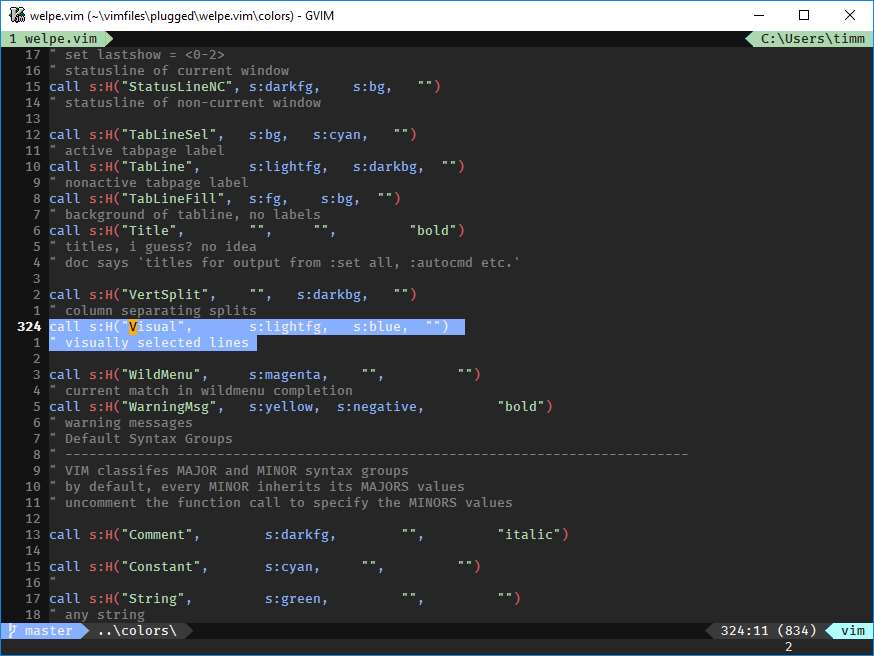 welpe.vim (~\vimfiles\plugged\welpe.vim\colors) - GVIM
1 welpe.vim C:\Users\timm
17 " set lastshow = <0-2>
16 " statusline of current window
15 call s:H("StatusLineNC", s:darkfg, s:bg, "")
14 " statusline of non-current window
13
12 call s:H("TabLineSel", s:bg, s:cyan, "")
11 " active tabpage label
10 call s:H("TabLine", s:lightfg, s:darkbg, "")
9 " nonactive tabpage label
8 call s:H("TabLineFill", s:fg, s:bg, "")
7 " background of tabline, no labels
6 call s:H("Title", "", "", "bold")
5 " titles, i guess? no idea
4 " doc says `titles for output from :set all, :autocmd etc.`
3
2 call s:H("VertSplit", "", s:darkbg, "")
1 " column separating splits
324 call s:H("Visual", s:lightfg, s:blue, "")
1 " visually selected lines
2
3 call s:H("WildMenu", s:magenta, "", "")
4 " current match in wildmenu completion
5 call s:H("WarningMsg", s:yellow, s:negative, "bold")
6 " warning messages
7 " Default Syntax Groups
8 " ------------------------------------------------------------------------------
9 " VIM classifes MAJOR and MINOR syntax groups
10 " by default, every MINOR inherits its MAJORS values
11 " uncomment the function call to specify the MINORS values
12
13 call s:H("Comment", s:darkfg, "", "italic")
14
15 call s:H("Constant", s:cyan, "", "")
16 "
17 call s:H("String", s:green, "", "")
18 " any string
master ..\colors\ 324:11 (834) vim
2